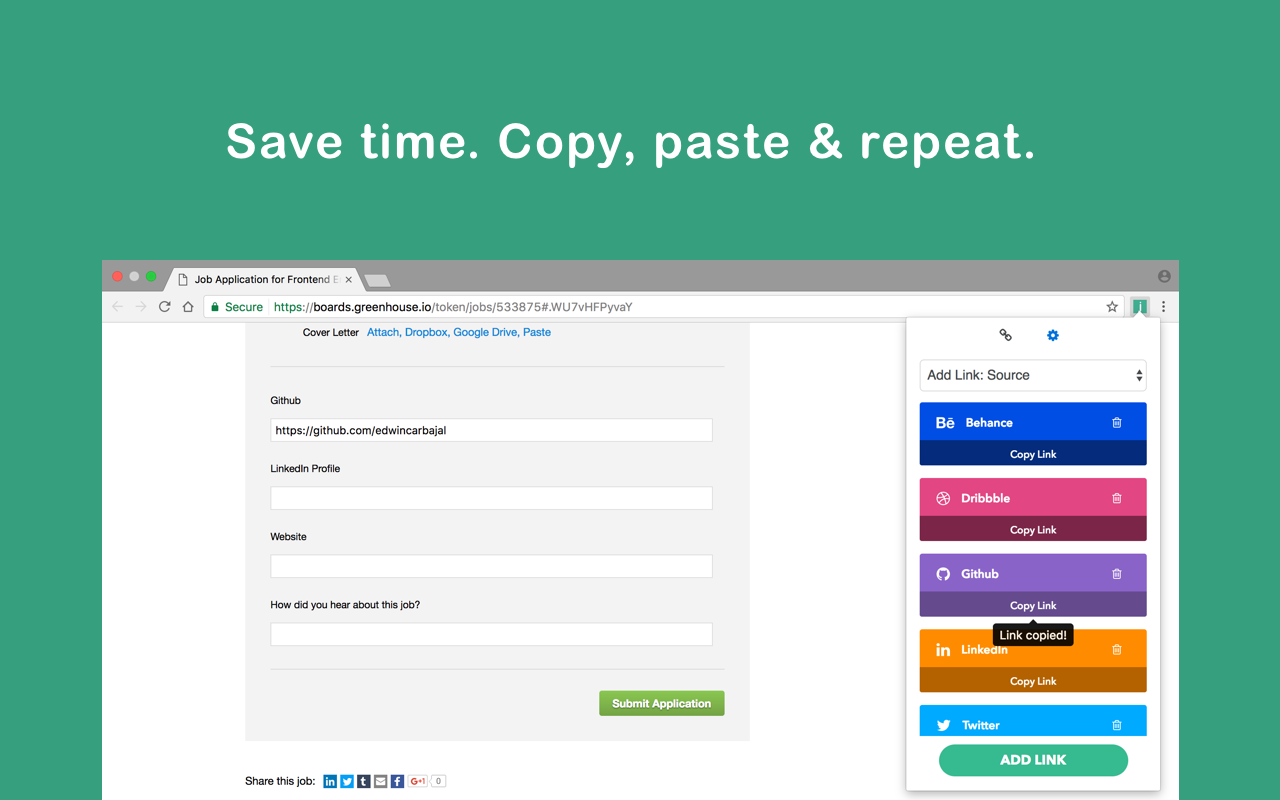 Save time. Copy, paste & repeat.
Job Application for Frontend E
Secure https://boards.greenhouse.io/token/jobs/533875#.WU7vHFPyvaY
Cover Letter Attach, Dropbox, Google Drive, Paste
Github
https://github.com/edwincarbajal
LinkedIn Profile
Website
How did you hear about this job?
Submit Application
Share this job: in t f G+1 0
Add Link: Source
Bē Behance
Copy Link
Dribbble
Copy Link
Github
Copy Link
Link copied!
in LinkedIn
Copy Link
Twitter
ADD LINK